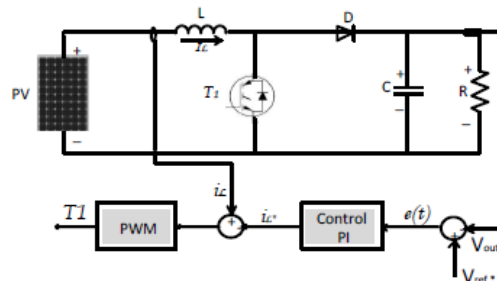 L
D
+
I𝓛
+
+
PV
T1
C
R
−
−
−
i𝓛
T1
PWM
+
i𝓛*
Control
PI
e(t)
+
−
Vout
Vref*